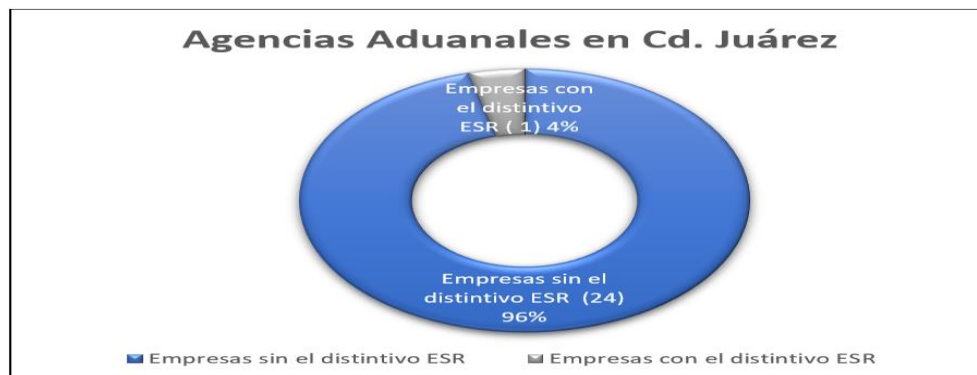 Agencias Aduanales en Cd. Juárez
Empresas con
el distintivo
ESR ( 1) 4%
Empresas sin el
distintivo ESR (24)
96%
Empresas sin el distintivo ESR
Empresas con el distintivo ESR